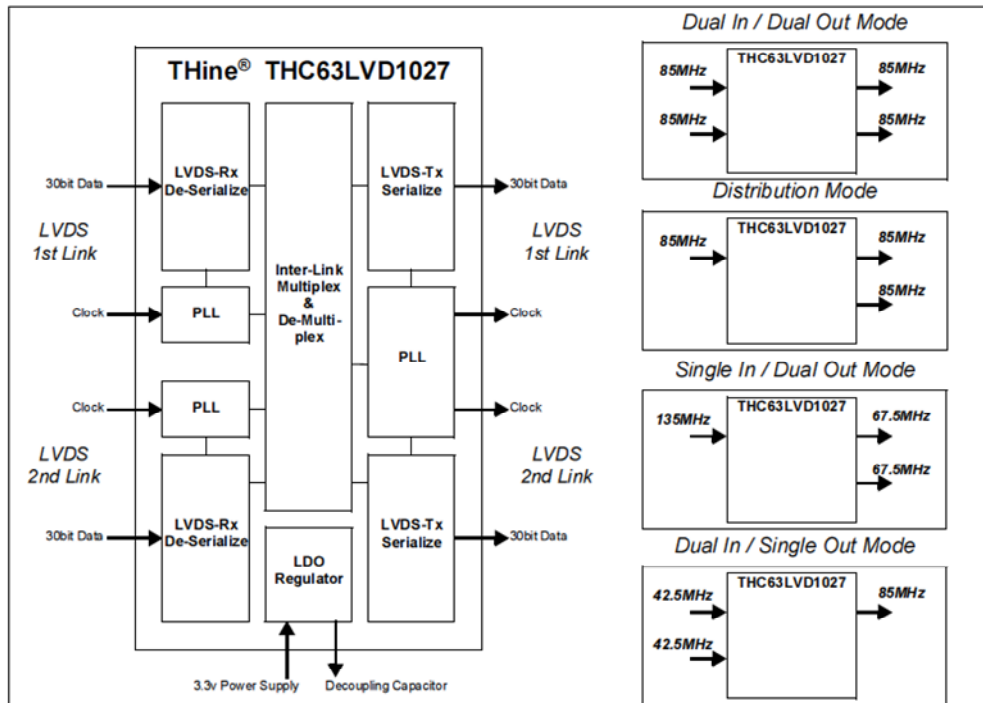 THine® THC63LVD1027
LVDS-Rx
De-Serialize
LVDS-Tx
Serialize
30bit Data
30bit Data
LVDS
1st Link
LVDS
1st Link
Inter-Link
Multiplex
&
De-Multi-
plex
Clock
PLL
Clock
PLL
Clock
PLL
Clock
LVDS
2nd Link
LVDS
2nd Link
LVDS-Rx
De-Serialize
LVDS-Tx
Serialize
30bit Data
30bit Data
LDO
Regulator
3.3v Power Supply
Decoupling Capacitor
Dual In / Dual Out Mode
THC63LVD1027
85MHz
85MHz
85MHz
85MHz
Distribution Mode
THC63LVD1027
85MHz
85MHz
85MHz
Single In / Dual Out Mode
THC63LVD1027
135MHz
67.5MHz
67.5MHz
Dual In / Single Out Mode
THC63LVD1027
42.5MHz
85MHz
42.5MHz